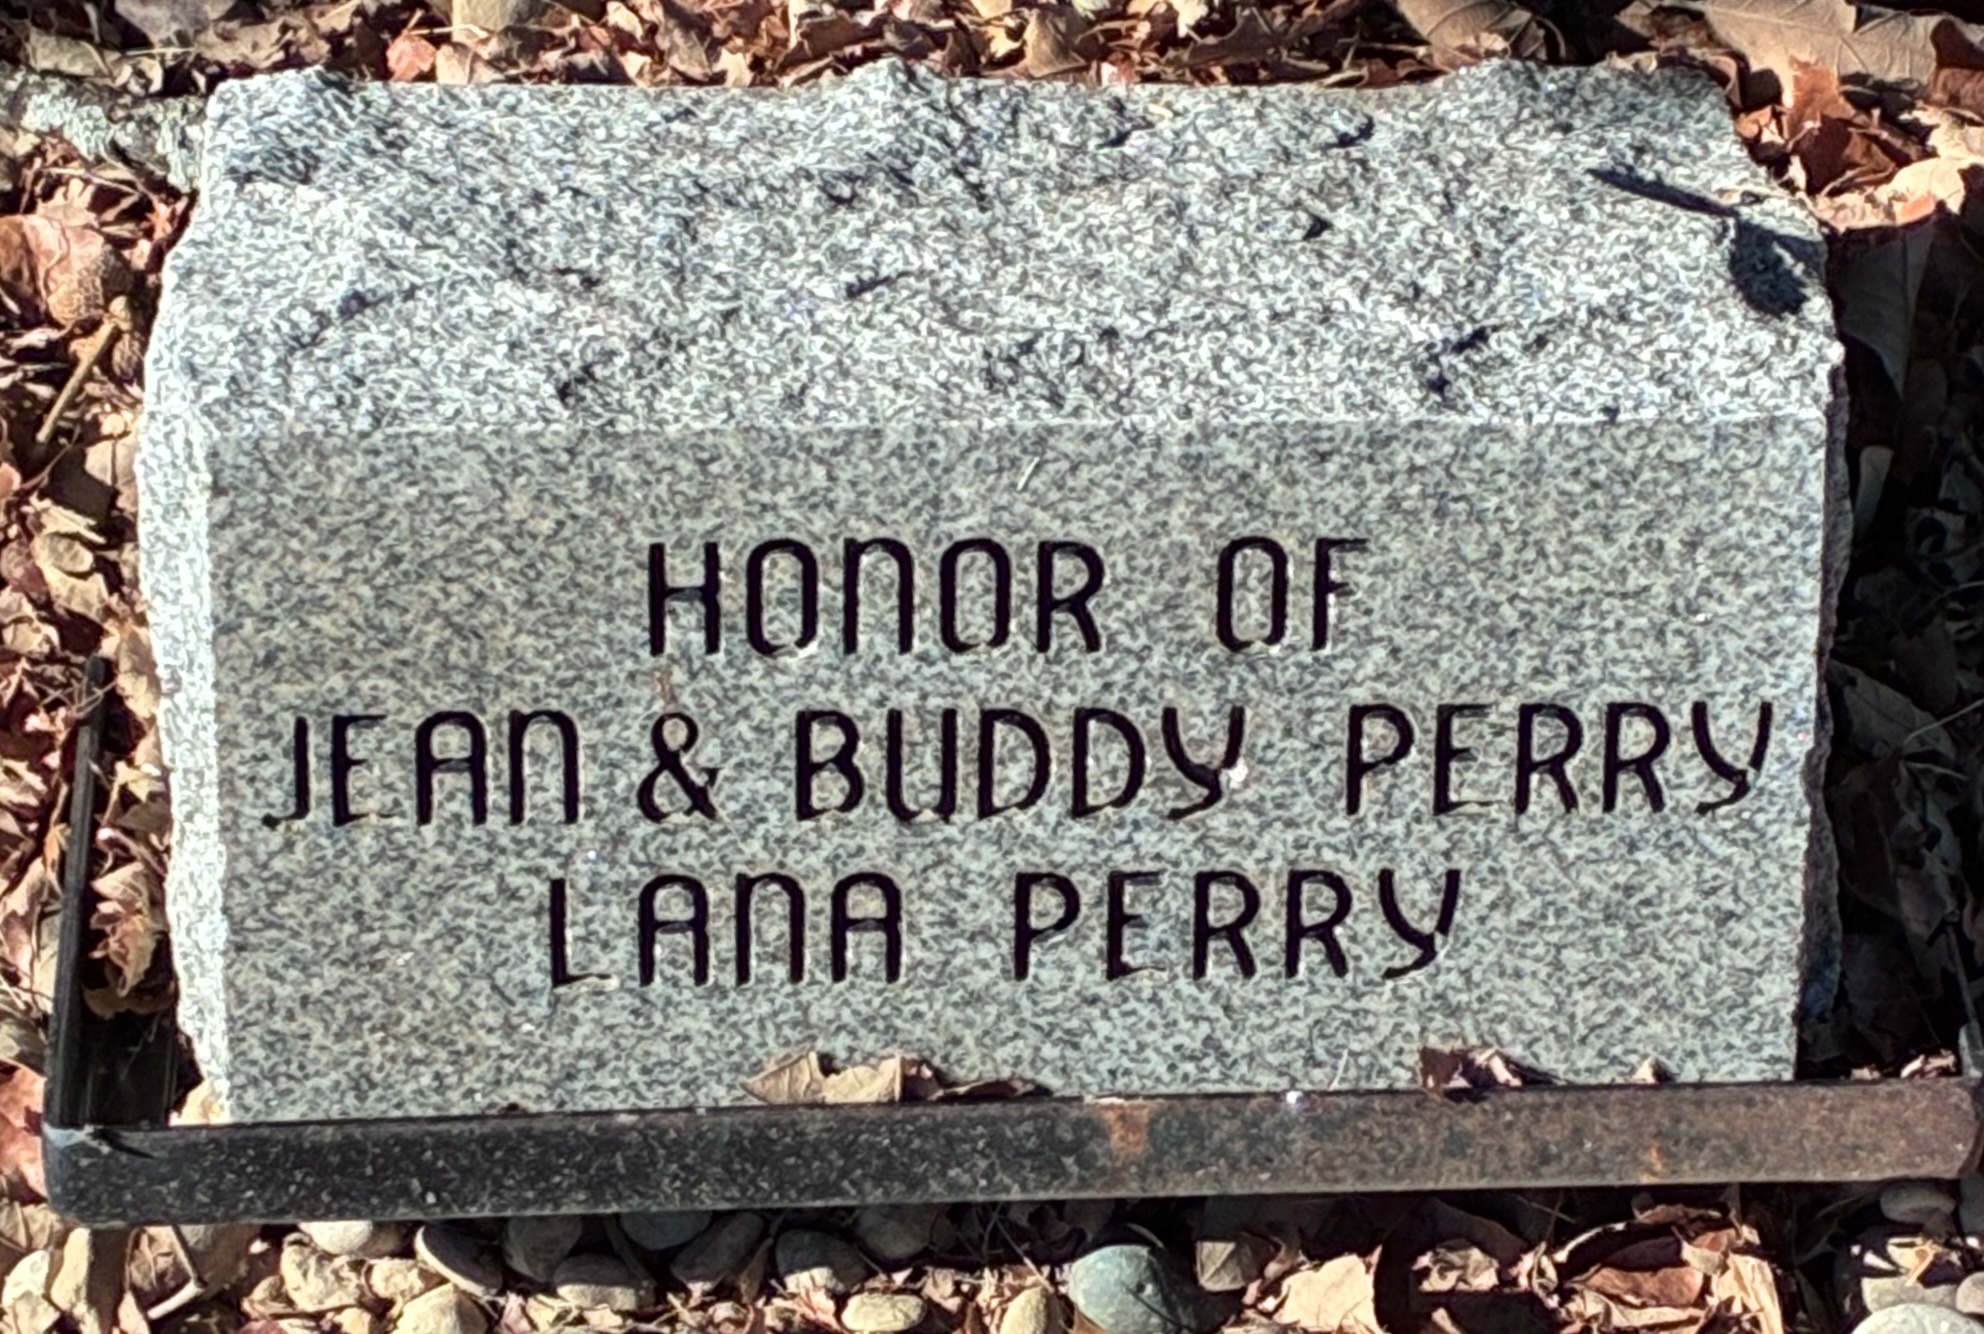 HONOR OF
JEAN & BUDDY PERRY
LANA PERRY